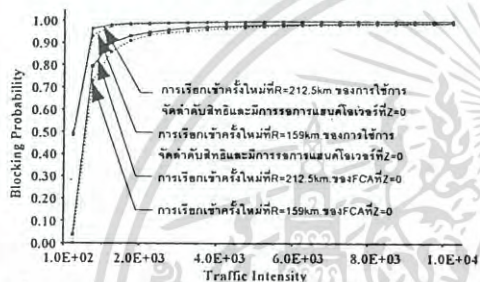 1.00
0.90
0.80
0.70
0.60
0.50
0.40
0.30
0.20
0.10
0.00
Blocking Probability
การเรียกเข้าครั้งใหม่ที่R=212.5km ของการใช้การ
จัดลำดับสิทธิและมีการรอการแฮนด์โอเวอร์ที่Z=0
การเรียกเข้าครั้งใหม่ที่R=159km ของการใช้การ
จัดลำดับสิทธิและมีการรอการแฮนด์โอเวอร์ที่Z=0
การเรียกเข้าครั้งใหม่ที่R=212.5km ของFCAที่Z=0
การเรียกเข้าครั้งใหม่ที่R=159km ของFCAที่Z=0
1.0E+02 2.0E+03 4.0E+03 6.0E+03 8.0E+03 1.0E+04
Traffic Intensity